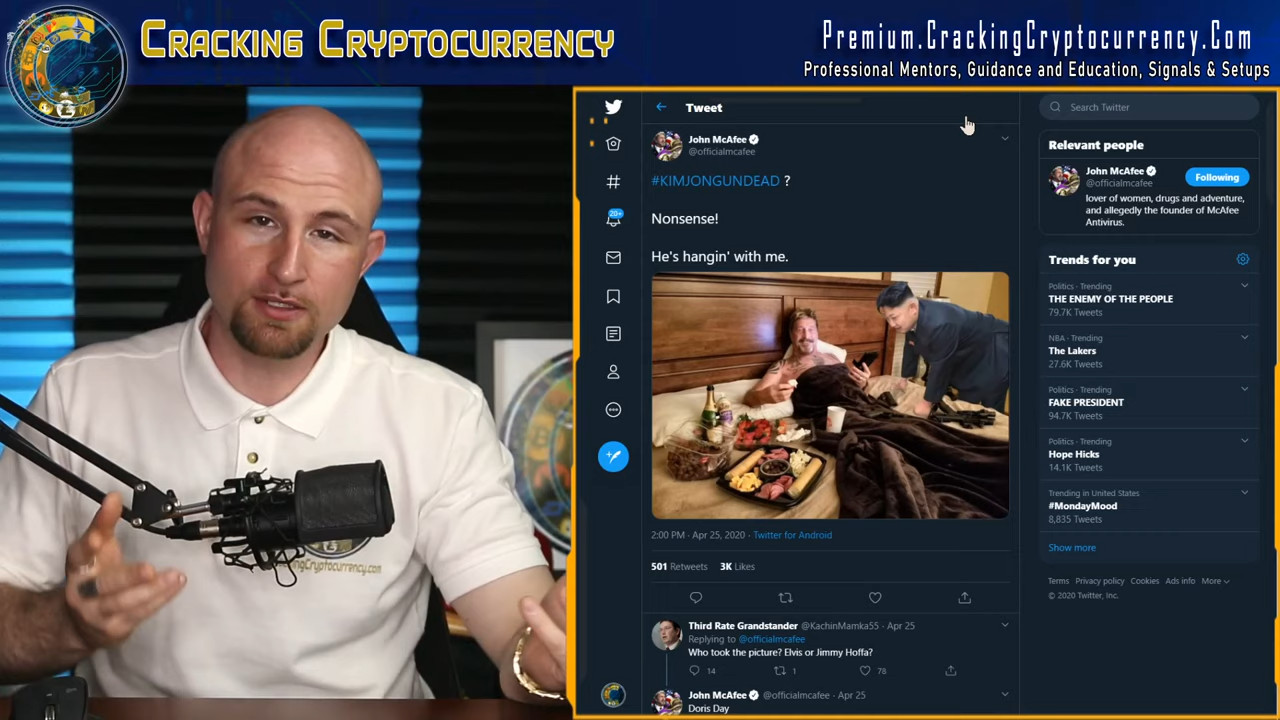 CRACKING CRYPTOCURRENCY
Premium.CrackingCryptocurrency.Com
Professional Mentors, Guidance and Education, Signals & Setups
CrackingCryptocurrency.com
Tweet
John McAfee
@officialmcafee
#KIMJONGUNDEAD ?
Nonsense!
He's hangin' with me.
2:00 PM · Apr 25, 2020 · Twitter for Android
501 Retweets 3K Likes
Third Rate Grandstander @KachinMamka55 · Apr 25
Replying to @officialmcafee
Who took the picture? Elvis or Jimmy Hoffa?
14 1 78
John McAfee @officialmcafee · Apr 25
Doris Day
20+
Search Twitter
Relevant people
John McAfee
@officialmcafee
Following
lover of women, drugs and adventure,
and allegedly the founder of McAfee
Antivirus.
Trends for you
Politics · Trending
THE ENEMY OF THE PEOPLE
79.7K Tweets
NBA · Trending
The Lakers
27.6K Tweets
Politics · Trending
FAKE PRESIDENT
94.7K Tweets
Politics · Trending
Hope Hicks
14.1K Tweets
Trending in United States
#MondayMood
8,835 Tweets
Show more
Terms Privacy policy Cookies Ads info More
© 2020 Twitter, Inc.